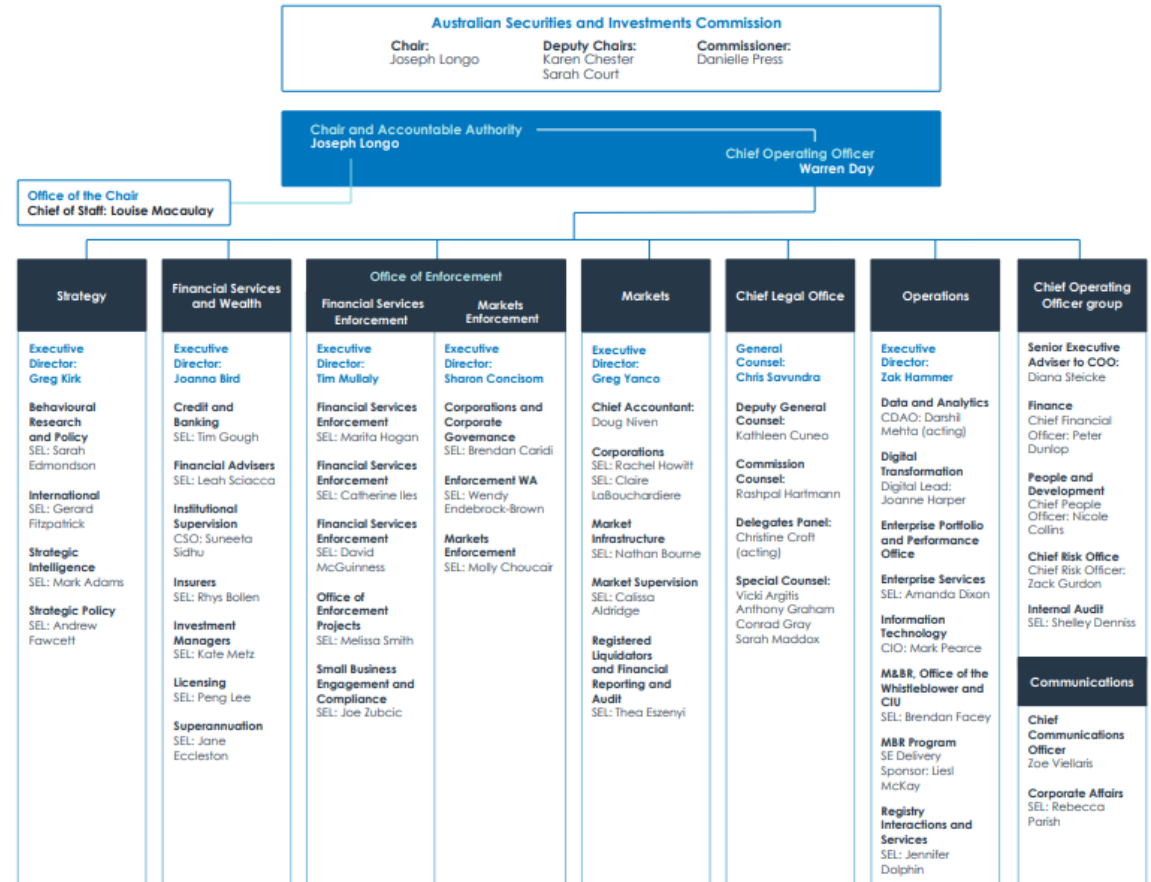 Australian Securities and Investments Commission
Chair:
Joseph Longo
Deputy Chairs:
Karen Chester
Sarah Court
Commissioner:
Danielle Press
Chair and Accountable Authority
Joseph Longo
Chief Operating Officer
Warren Day
Office of the Chair
Chief of Staff: Louise Macaulay
Strategy
Executive
Director:
Greg Kirk
Behavioural
Research
and Policy
SEL: Sarah
Edmondson
International
SEL: Gerard
Fitzpatrick
Strategic
Intelligence
SEL: Mark Adams
Strategic Policy
SEL: Andrew
Fawcett
Financial Services
and Wealth
Executive
Director:
Joanna Bird
Credit and
Banking
SEL: Tim Gough
Financial Advisers
SEL: Leah Sciacca
Institutional
Supervision
CSO: Suneeta
Sidhu
Insurers
SEL: Rhys Bollen
Investment
Managers
SEL: Kate Metz
Licensing
SEL: Peng Lee
Superannuation
SEL: Jane
Eccleston
Office of Enforcement
Financial Services
Enforcement
Executive
Director:
Tim Mullaly
Financial Services
Enforcement
SEL: Marita Hogan
Financial Services
Enforcement
SEL: Catherine Iles
Financial Services
Enforcement
SEL: David
McGuinness
Office of
Enforcement
Projects
SEL: Melissa Smith
Small Business
Engagement and
Compliance
SEL: Joe Zubcic
Markets
Enforcement
Executive
Director:
Sharon Concisom
Corporations and
Corporate
Governance
SEL: Brendan Caridi
Enforcement WA
SEL: Wendy
Endebrock-Brown
Markets
Enforcement
SEL: Molly Choucair
Markets
Executive
Director:
Greg Yanco
Chief Accountant:
Doug Niven
Corporations
SEL: Rachel Howitt
SEL: Claire
LaBouchardiere
Market
Infrastructure
SEL: Nathan Bourne
Market Supervision
SEL: Calissa
Aldridge
Registered
Liquidators
and Financial
Reporting and
Audit
SEL: Thea Eszenyi
Chief Legal Office
General
Counsel:
Chris Savundra
Deputy General
Counsel:
Kathleen Cuneo
Commission
Counsel:
Rashpal Hartmann
Delegates Panel:
Christine Croft
(acting)
Special Counsel:
Vicki Argitis
Anthony Graham
Conrad Gray
Sarah Maddox
Operations
Executive
Director:
Zak Hammer
Data and Analytics
CDAO: Darshil
Mehta (acting)
Digital
Transformation
Digital Lead:
Joanne Harper
Enterprise Portfolio
and Performance
Office
Enterprise Services
SEL: Amanda Dixon
Information
Technology
CIO: Mark Pearce
M&BR, Office of the
Whistleblower and
CIU
SEL: Brendan Facey
MBR Program
SE Delivery
Sponsor: Liesl
McKay
Registry
Interactions and
Services
SEL: Jennifer
Dolphin
Chief Operating
Officer group
Senior Executive
Adviser to COO:
Diana Steicke
Finance
Chief Financial
Officer: Peter
Dunlop
People and
Development
Chief People
Officer: Nicole
Collins
Chief Risk Office
Chief Risk Officer:
Zack Gurdon
Internal Audit
SEL: Shelley Denniss
Communications
Chief
Communications
Officer
Zoe Viellaris
Corporate Affairs
SEL: Rebecca
Parish